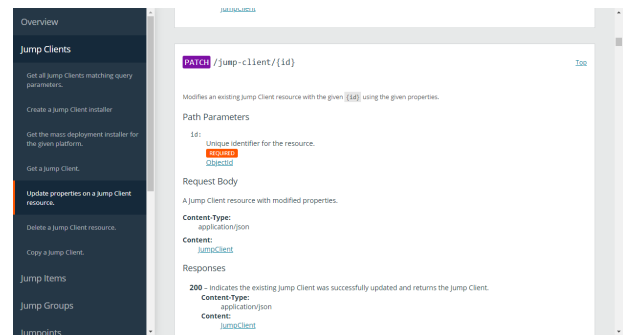 Overview
Jump Clients
Get all Jump Clients matching query
parameters.
Create a Jump Client installer
Get the mass deployment installer for
the given platform.
Get a Jump Client.
Update properties on a Jump Client
resource.
Delete a Jump Client resource.
Copy a Jump Client.
Jump Items
Jump Groups
Jumpoints
JumpClient
PATCH /jump-client/{id}
Top
Modifies an existing Jump Client resource with the given {id} using the given properties.
Path Parameters
id:
Unique identifier for the resource.
REQUIRED
ObjectId
Request Body
A Jump Client resource with modified properties.
Content-Type:
application/json
Content:
JumpClient
Responses
200 – Indicates the existing Jump Client was successfully updated and returns the Jump Client.
Content-Type:
application/json
Content:
JumpClient